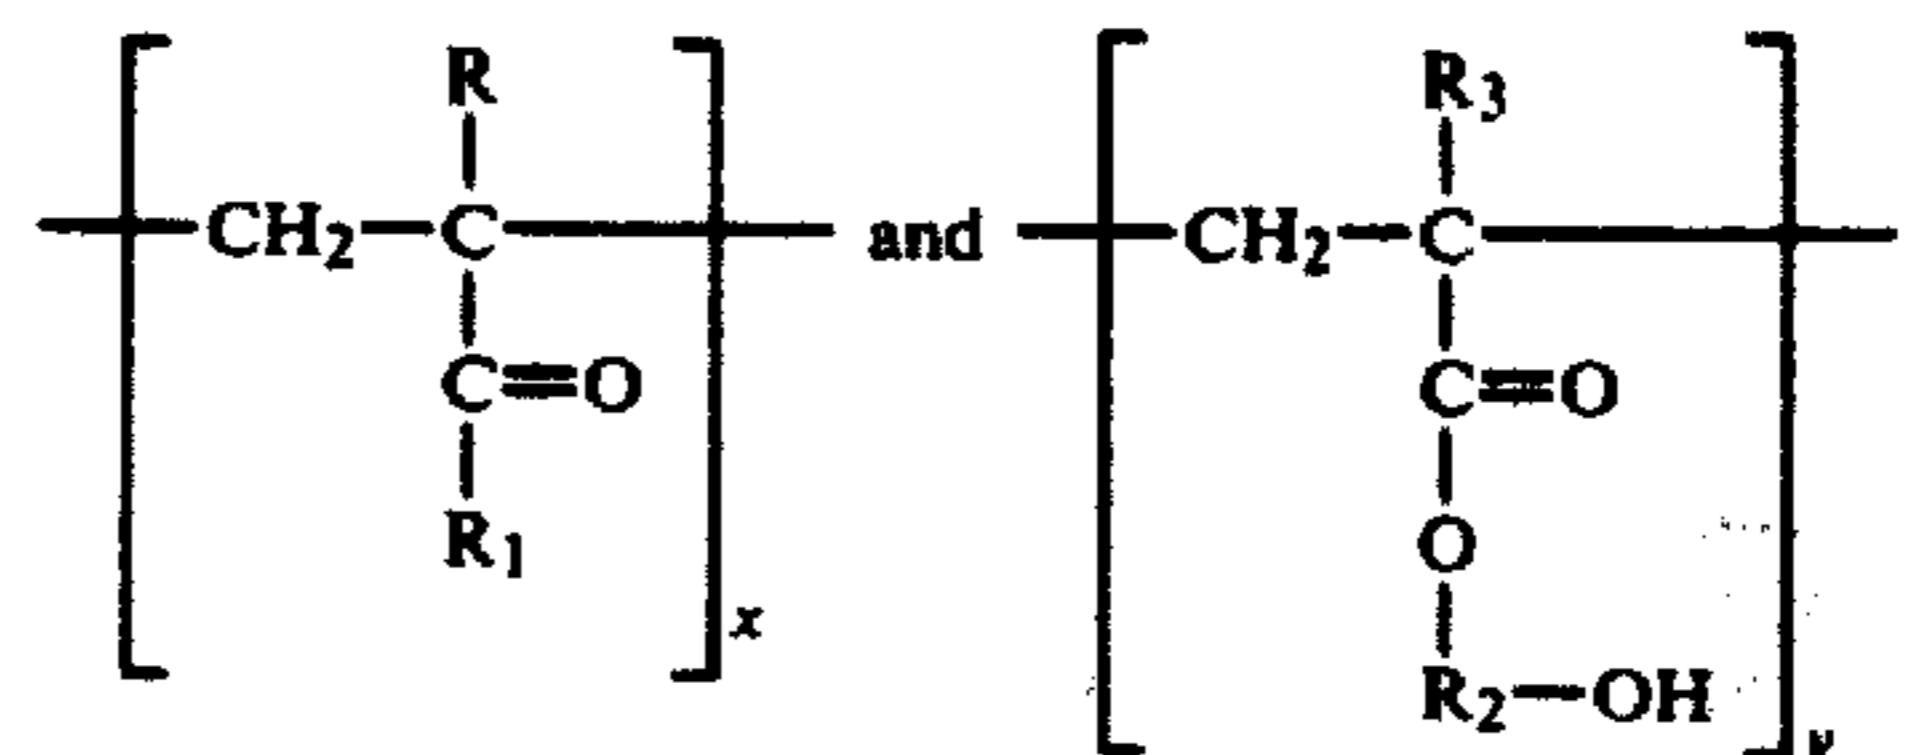 R R3
CH2—C and CH2—C
C=O C=O
R1 O
x
R2—OH
y